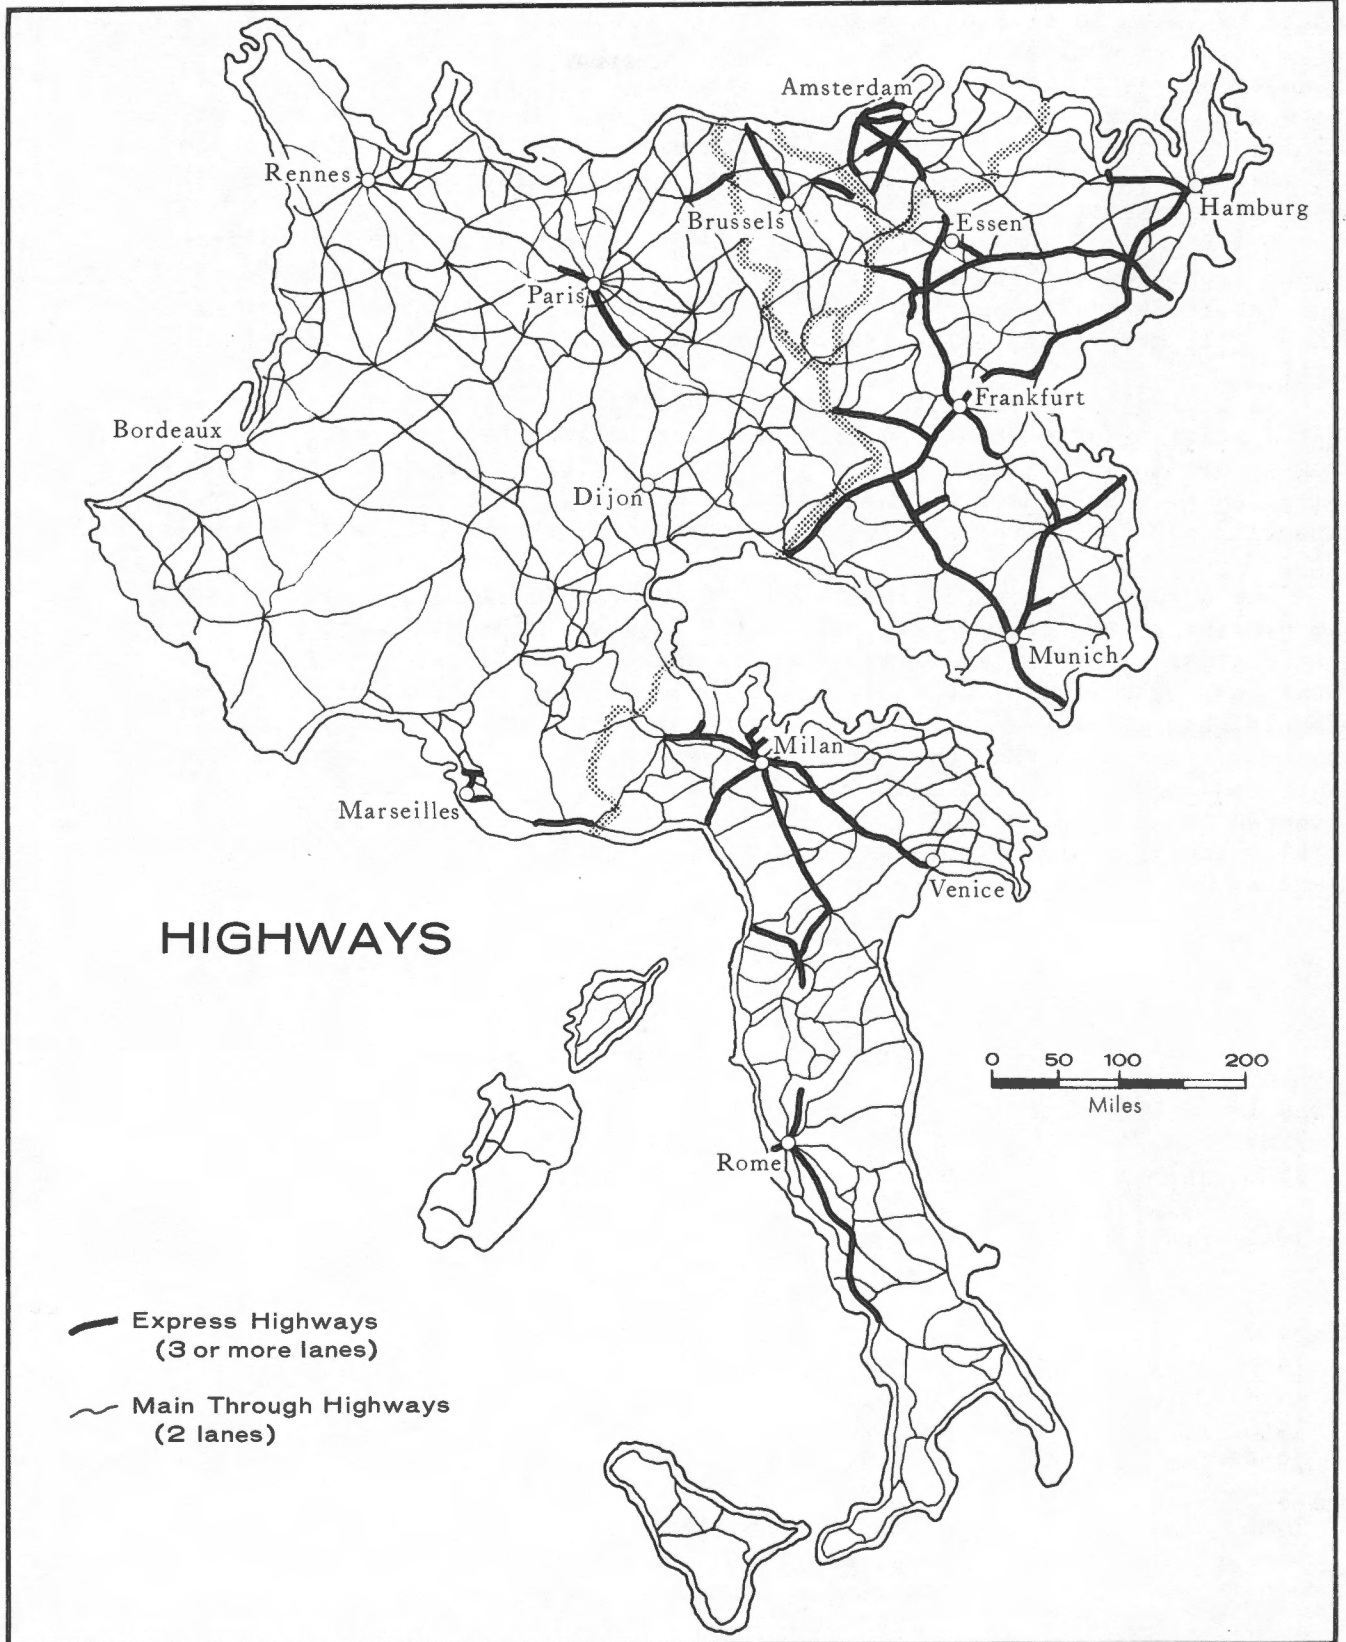 Amsterdam
Rennes
Hamburg
Brussels
Essen
Paris
Frankfurt
Bordeaux
Dijon
Munich
Milan
Marseilles
Venice
HIGHWAYS
0 50 100 200
Miles
Rome
Express Highways
(3 or more lanes)
Main Through Highways
(2 lanes)